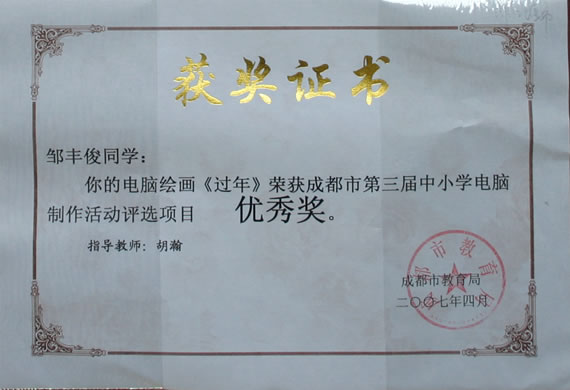 获奖证书
邹丰俊同学：
你的电脑绘画《过年》荣获成都市第三届中小学电脑
制作活动评选项目 优秀奖。
指导教师：胡瀚
成都市教育局
二〇〇七年四月